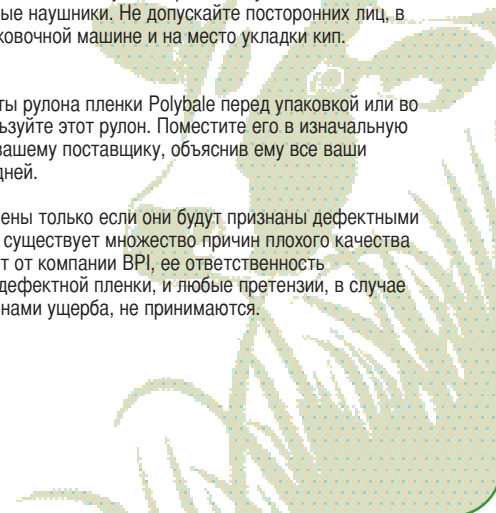 ые наушники. Не допускайте посторонних лиц, в
ковочной машине и на место укладки кип.
ты рулона пленки Polybale перед упаковкой или во
ьзуйте этот рулон. Поместите его в изначальную
вашему поставщику, объяснив ему все ваши
дней.
ены только если они будут признаны дефектными
существует множество причин плохого качества
т от компании BPI, ее ответственность
дефектной пленки, и любые претензии, в случае
нами ущерба, не принимаются.